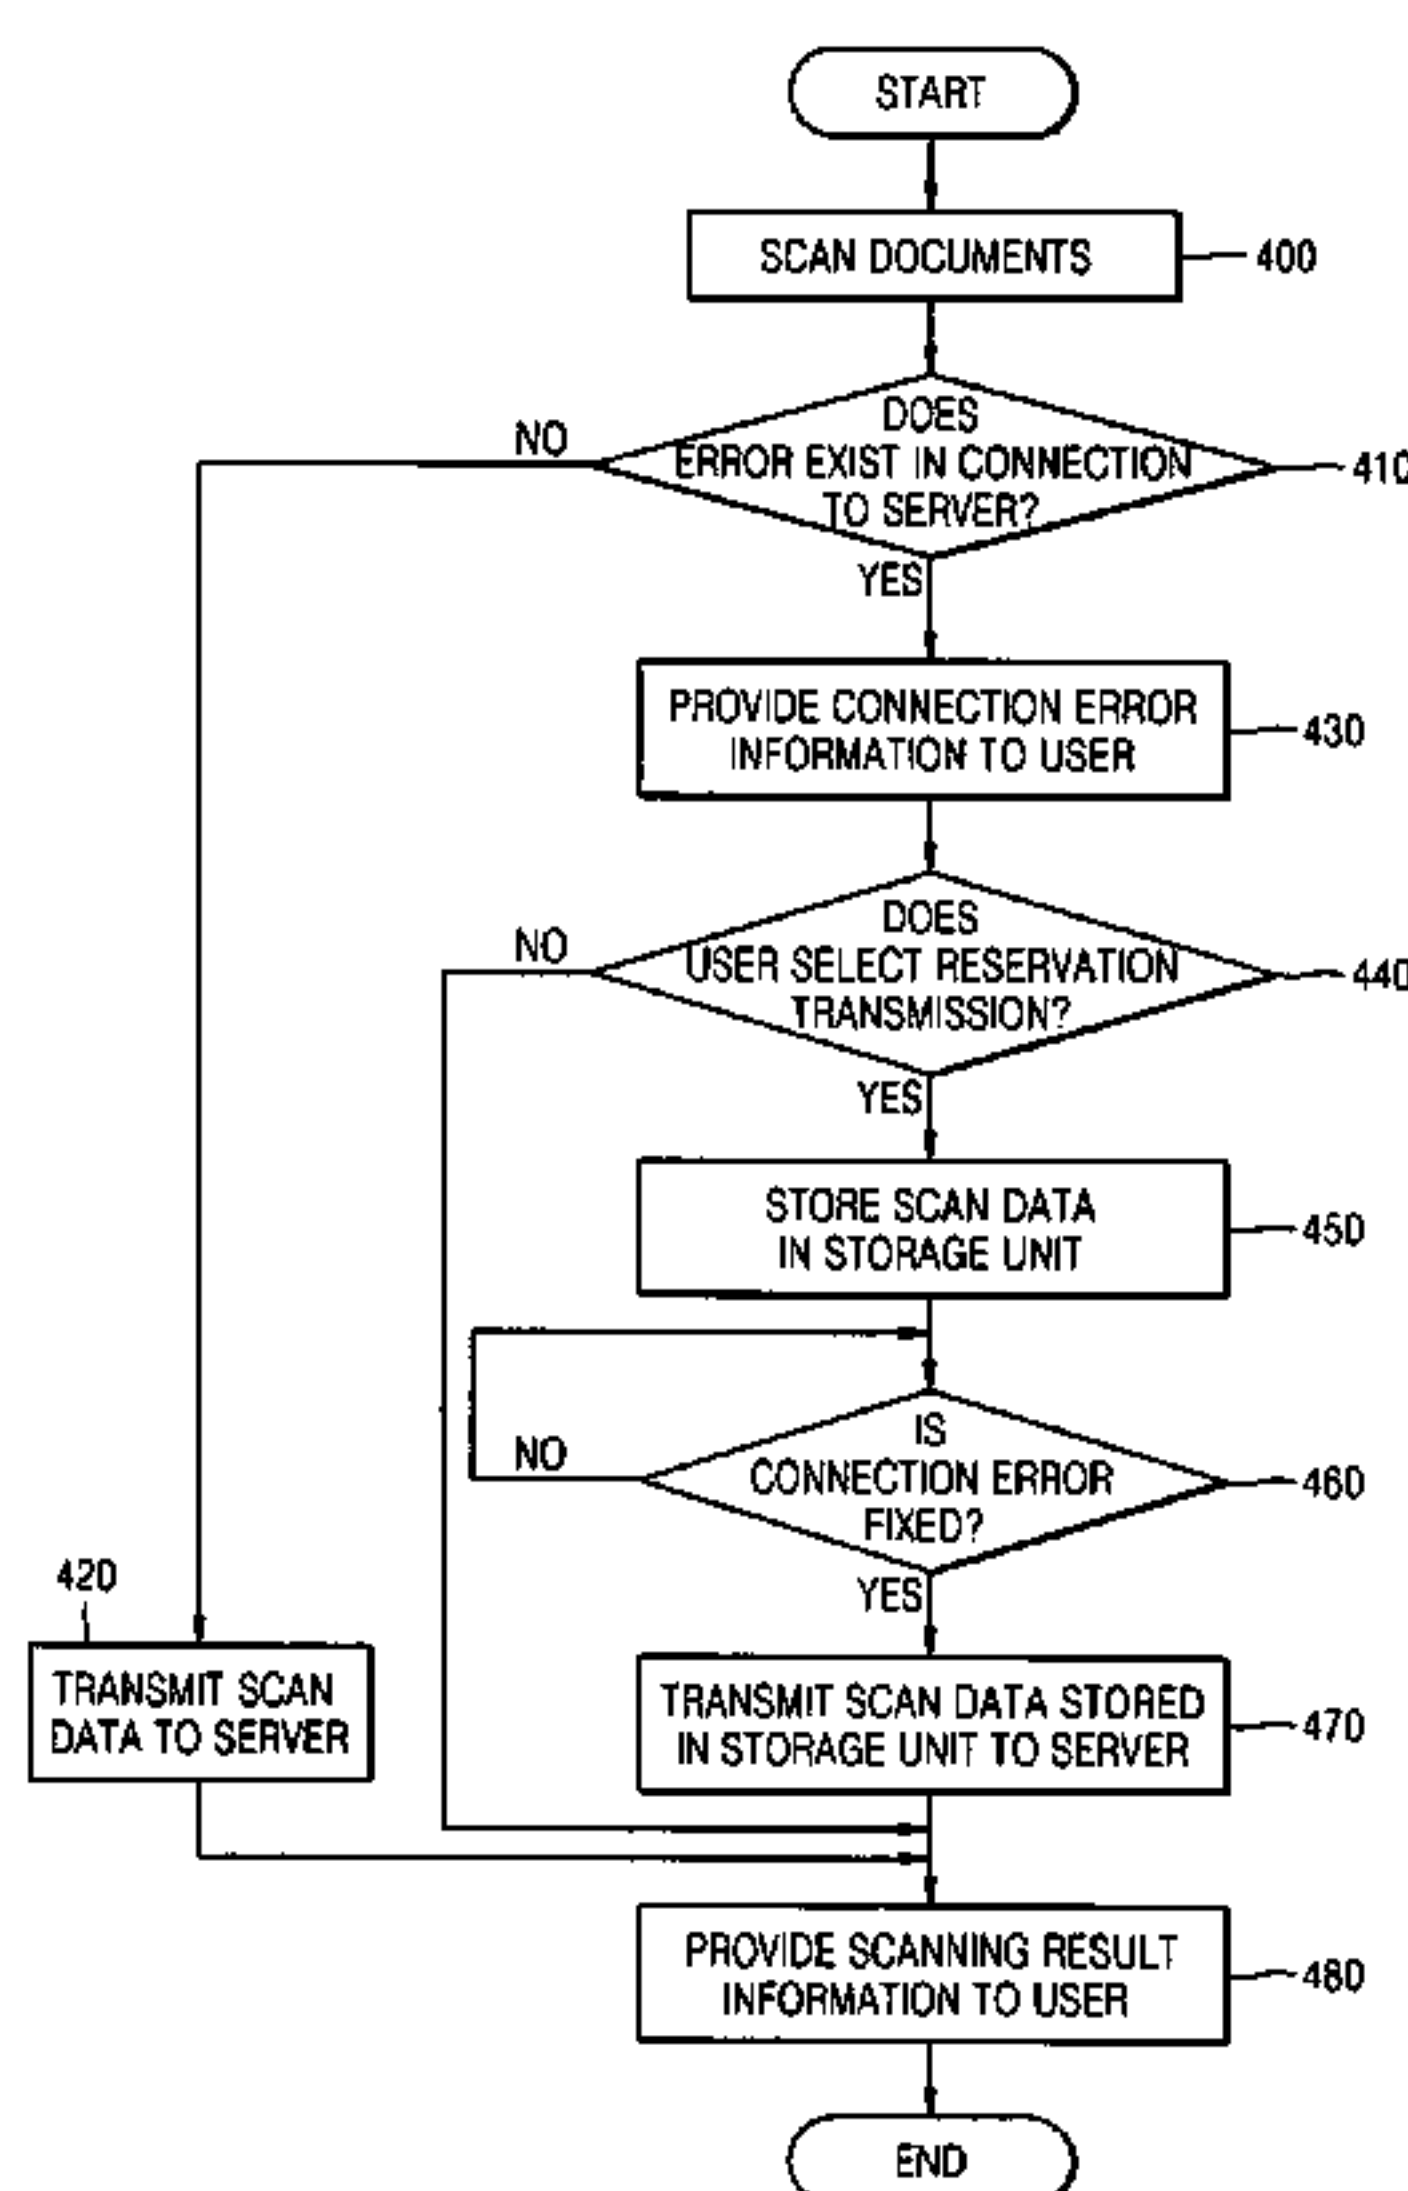 START
SCAN DOCUMENTS
400
DOES
ERROR EXIST IN CONNECTION
TO SERVER?
410
NO
YES
PROVIDE CONNECTION ERROR
INFORMATION TO USER
430
DOES
USER SELECT RESERVATION
TRANSMISSION?
440
NO
YES
STORE SCAN DATA
IN STORAGE UNIT
450
IS
CONNECTION ERROR
FIXED?
460
NO
YES
420
TRANSMIT SCAN
DATA TO SERVER
TRANSMIT SCAN DATA STORED
IN STORAGE UNIT TO SERVER
470
PROVIDE SCANNING RESULT
INFORMATION TO USER
480
END